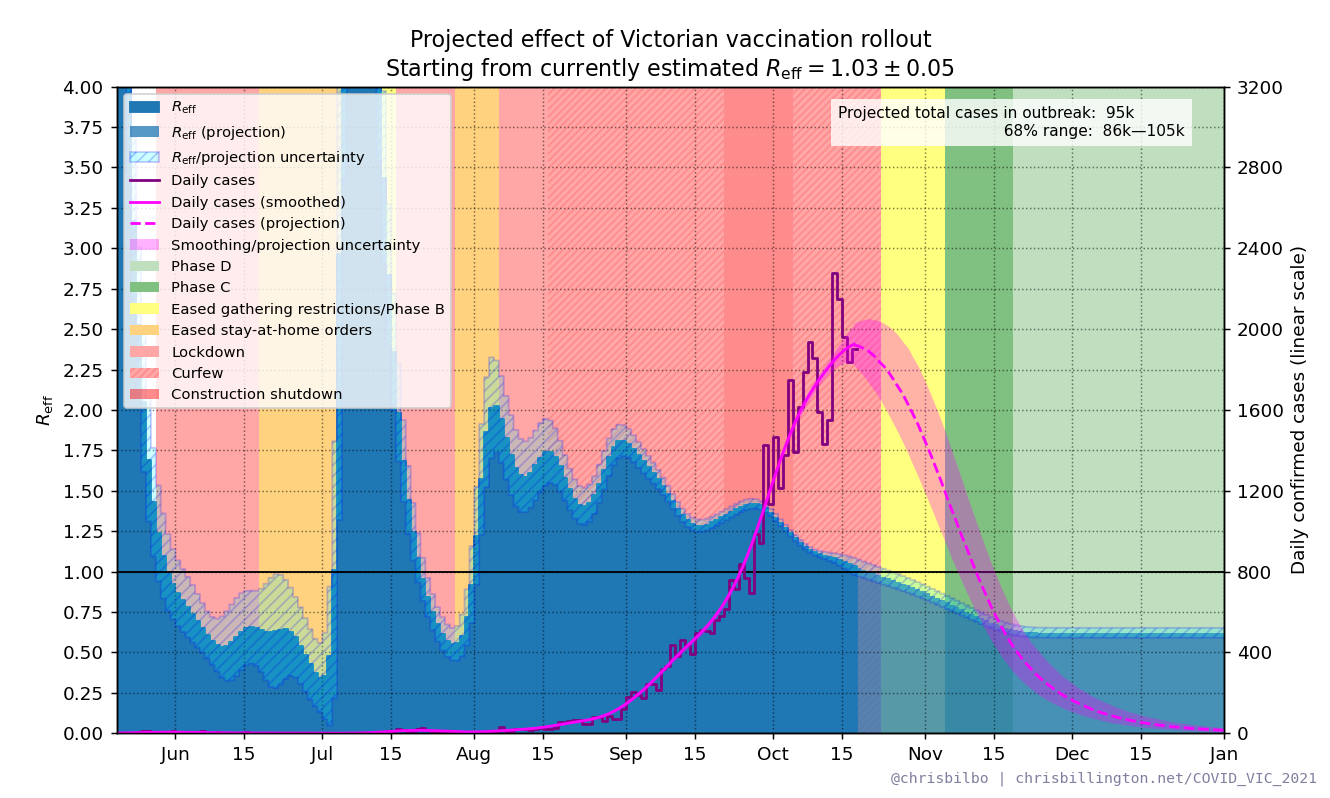 Projected effect of Victorian vaccination rollout
Starting from currently estimated R_eff = 1.03 ± 0.05
4.00
3.75
3.50
3.25
3.00
2.75
2.50
2.25
2.00
1.75
1.50
1.25
1.00
0.75
0.50
0.25
0.00
R_eff
R_eff
R_eff (projection)
R_eff/projection uncertainty
Daily cases
Daily cases (smoothed)
Daily cases (projection)
Smoothing/projection uncertainty
Phase D
Phase C
Eased gathering restrictions/Phase B
Eased stay-at-home orders
Lockdown
Curfew
Construction shutdown
Projected total cases in outbreak: 95k
68% range: 86k—105k
3200
2800
2400
2000
1600
1200
800
400
0
Daily confirmed cases (linear scale)
Jun 15 Jul 15 Aug 15 Sep 15 Oct 15 Nov 15 Dec 15 Jan
@chrisbilbo | chrisbillington.net/COVID_VIC_2021